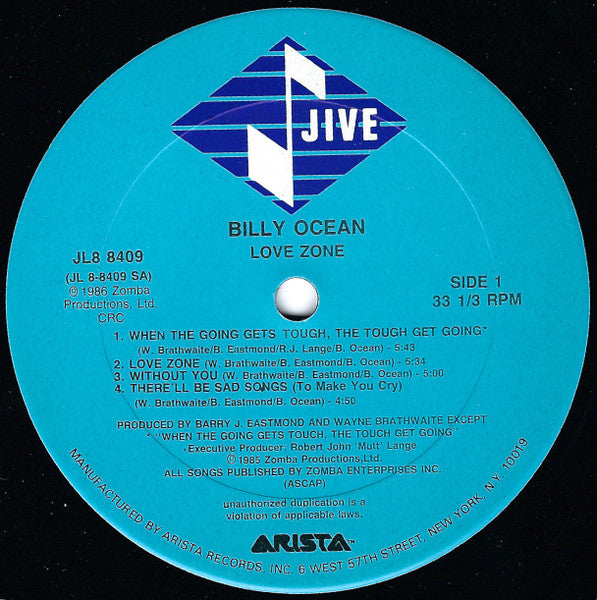 JIVE
BILLY OCEAN
LOVE ZONE
JL8 8409
(JL 8-8409 SA)
℗ 1986 Zomba
Productions, Ltd.
CRC
SIDE 1
33 1/3 RPM
1. WHEN THE GOING GETS TOUGH, THE TOUGH GET GOING*
(W. Brathwaite/B. Eastmond/R.J. Lange/B. Ocean) - 5:43
2. LOVE ZONE (W. Brathwaite/B. Eastmond/B. Ocean) - 5:34
3. WITHOUT YOU (W. Brathwaite/B. Eastmond/B. Ocean) - 5:00
4. THERE'LL BE SAD SONGS (To Make You Cry)
(W. Brathwaite/B. Eastmond/B. Ocean) - 4:50
PRODUCED BY BARRY J. EASTMOND AND WAYNE BRATHWAITE EXCEPT
* "WHEN THE GOING GETS TOUGH, THE TOUGH GET GOING"
Executive Producer: Robert John 'Mutt' Lange
℗ 1985 Zomba Productions, Ltd.
ALL SONGS PUBLISHED BY ZOMBA ENTERPRISES INC.
(ASCAP)
unauthorized duplication is a
violation of applicable laws.
ARISTA™
MANUFACTURED BY ARISTA RECORDS, INC. 6 WEST 57TH STREET, NEW YORK, N.Y. 10019